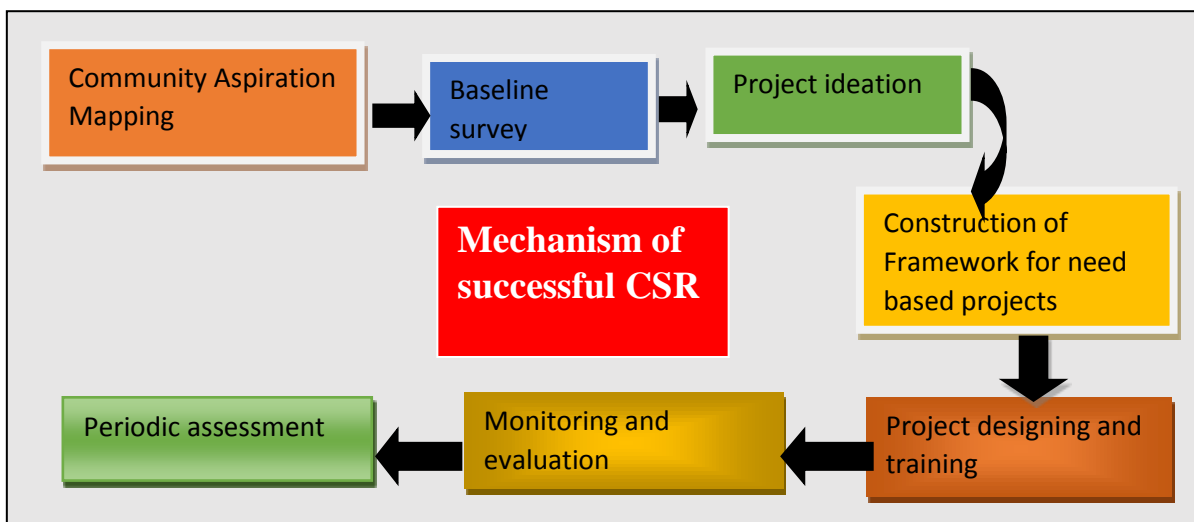 Community Aspiration
Mapping
Baseline
survey
Project ideation
Construction of
Framework for need
based projects
Mechanism of
successful CSR
Project designing and
training
Monitoring and
evaluation
Periodic assessment